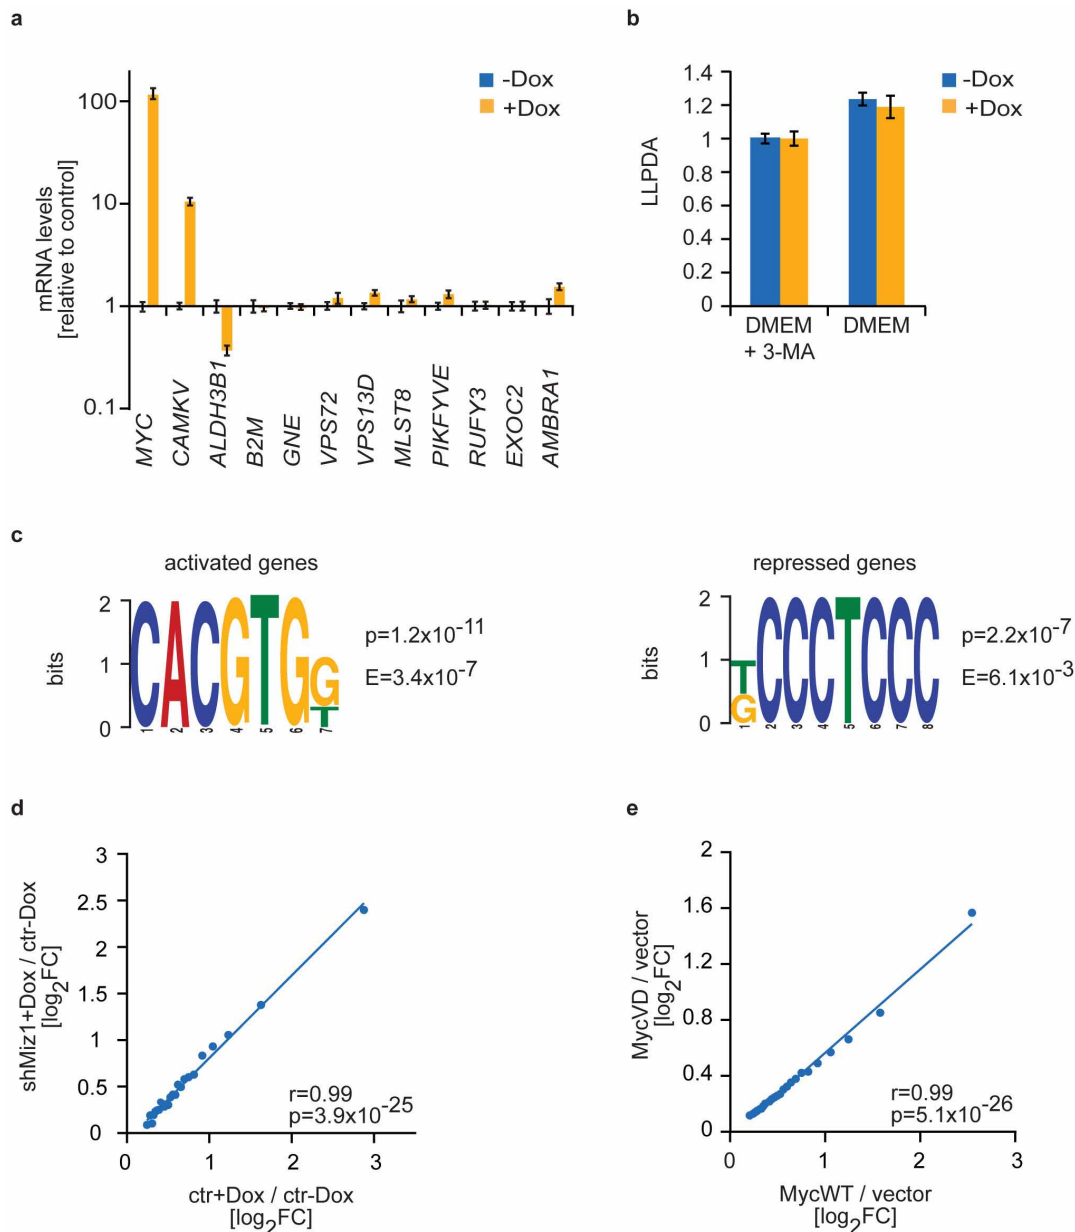 a
-Dox
+Dox
mRNA levels
[relative to control]
100
10
1
0.1
MYC
CAMKV
ALDH3B1
B2M
GNE
VPS72
VPS13D
MLST8
PIKFYVE
RUFY3
EXOC2
AMBRA1
b
-Dox
+Dox
LLPDA
1.4
1.2
1
0.8
0.6
0.4
0.2
0
DMEM
+ 3-MA
DMEM
c
activated genes
bits
2
1
0
CACGTGG
T
1 2 3 4 5 6 7
p=1.2x10-11
E=3.4x10-7
repressed genes
bits
2
1
0
TCCCTCCC
G
1 2 3 4 5 6 7 8
p=2.2x10-7
E=6.1x10-3
d
shMiz1+Dox / ctr-Dox
[log2FC]
3
2.5
2
1.5
1
0.5
0
r=0.99
p=3.9x10-25
0 1 2 3
ctr+Dox / ctr-Dox
[log2FC]
e
MycVD / vector
[log2FC]
2
1.6
1.2
0.8
0.4
0
r=0.99
p=5.1x10-26
0 1 2 3
MycWT / vector
[log2FC]